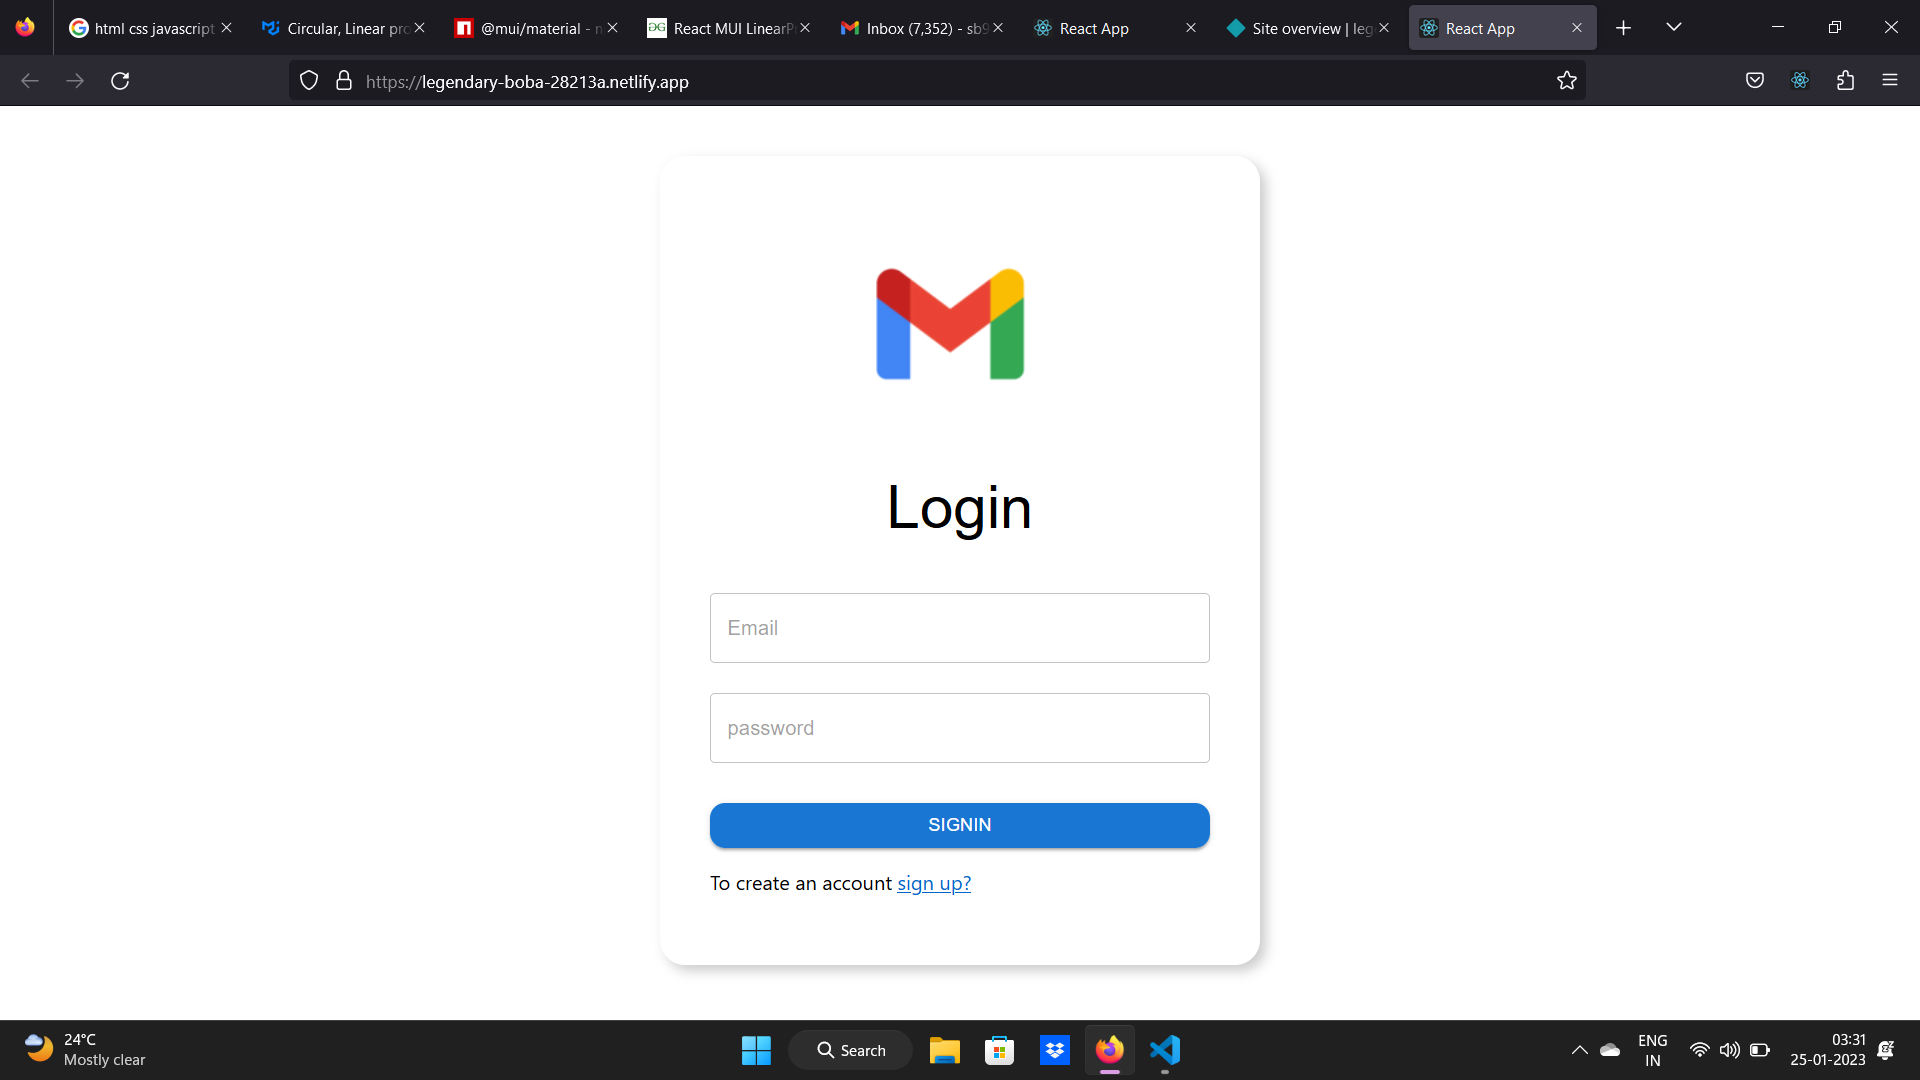 html css javascript
Circular, Linear pro
@mui/material - n
React MUI LinearP
Inbox (7,352) - sb9
React App
Site overview | leg
React App
https://legendary-boba-28213a.netlify.app
Login
Email
password
SIGNIN
To create an account sign up?
24°C
Mostly clear
Search
ENG
IN
03:31
25-01-2023